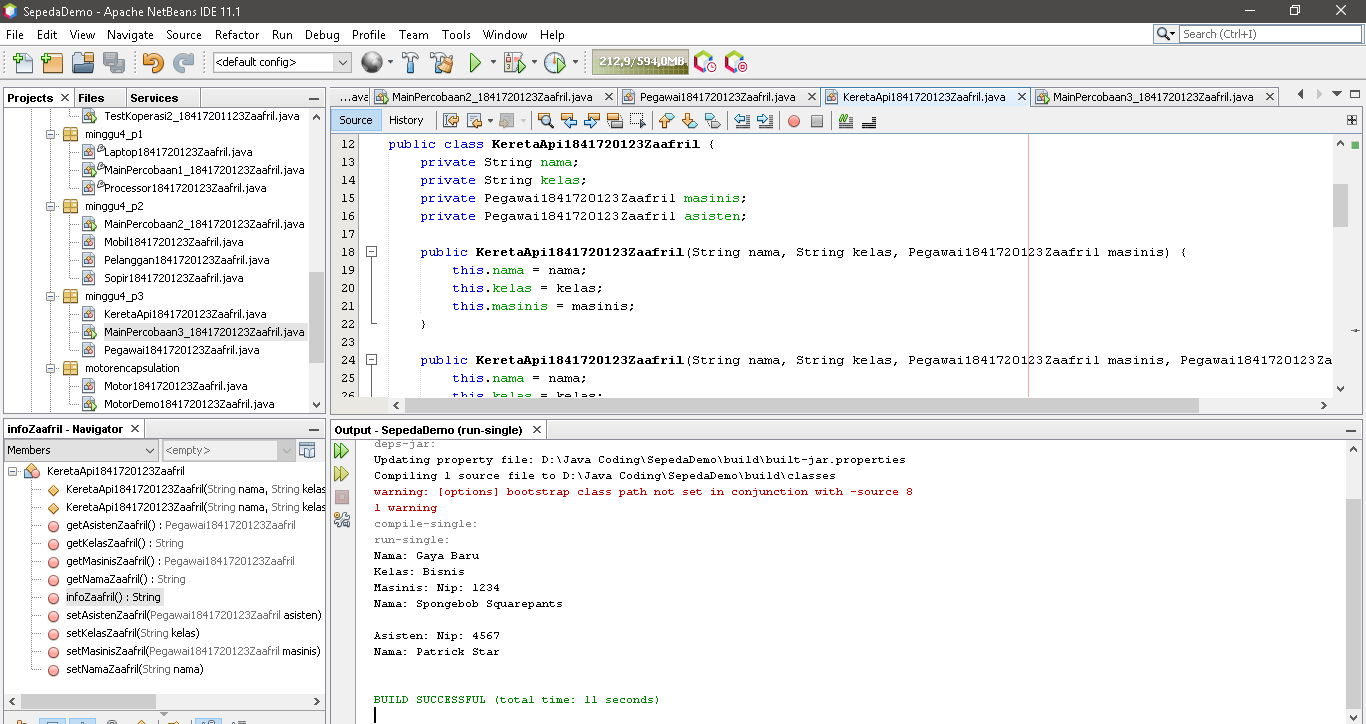 SepedaDemo - Apache NetBeans IDE 11.1
File Edit View Navigate Source Refactor Run Debug Profile Team Tools Window Help
Search (Ctrl+I)
<default config>
212,9/594,0MB
Projects Files Services
TestKoperasi2_18417201123Zaafril.java
minggu4_p1
Laptop1841720123Zaafril.java
MainPercobaan1_1841720123Zaafril.java
Processor1841720123Zaafril.java
minggu4_p2
MainPercobaan2_1841720123Zaafril.java
Mobil1841720123Zaafril.java
Pelanggan1841720123Zaafril.java
Sopir1841720123Zaafril.java
minggu4_p3
KeretaApi1841720123Zaafril.java
MainPercobaan3_1841720123Zaafril.java
Pegawai1841720123Zaafril.java
motorencapsulation
Motor1841720123Zaafril.java
MotorDemo1841720123Zaafril.java
infoZaafril - Navigator
Members
<empty>
KeretaApi1841720123Zaafril
KeretaApi1841720123Zaafril(String nama, String kelas
KeretaApi1841720123Zaafril(String nama, String kelas
getAsistenZaafril() : Pegawai1841720123Zaafril
getKelasZaafril() : String
getMasinisZaafril() : Pegawai1841720123Zaafril
getNamaZaafril() : String
infoZaafril() : String
setAsistenZaafril(Pegawai1841720123Zaafril asisten)
setKelasZaafril(String kelas)
setMasinisZaafril(Pegawai1841720123Zaafril masinis)
setNamaZaafril(String nama)
...ava MainPercobaan2_1841720123Zaafril.java Pegawai1841720123Zaafril.java KeretaApi1841720123Zaafril.java MainPercobaan3_1841720123Zaafril.java
Source History
12 public class KeretaApi1841720123Zaafril {
13 private String nama;
14 private String kelas;
15 private Pegawai1841720123Zaafril masinis;
16 private Pegawai1841720123Zaafril asisten;
17
18 public KeretaApi1841720123Zaafril(String nama, String kelas, Pegawai1841720123Zaafril masinis) {
19 this.nama = nama;
20 this.kelas = kelas;
21 this.masinis = masinis;
22 }
23
24 public KeretaApi1841720123Zaafril(String nama, String kelas, Pegawai1841720123Zaafril masinis, Pegawai1841720123Za
25 this.nama = nama;
26 this.kelas = kelas;
Output - SepedaDemo (run-single)
deps-jar:
Updating property file: D:\Java Coding\SepedaDemo\build\built-jar.properties
Compiling 1 source file to D:\Java Coding\SepedaDemo\build\classes
warning: [options] bootstrap class path not set in conjunction with -source 8
1 warning
compile-single:
run-single:
Nama: Gaya Baru
Kelas: Bisnis
Masinis: Nip: 1234
Nama: Spongebob Squarepants
Asisten: Nip: 4567
Nama: Patrick Star
BUILD SUCCESSFUL (total time: 11 seconds)